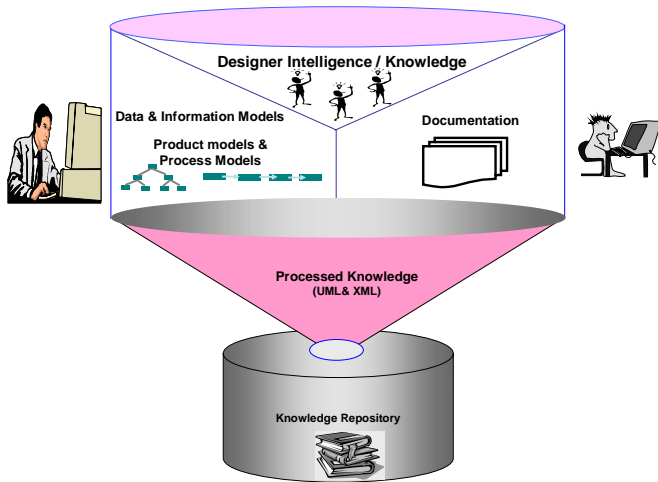 Designer Intelligence / Knowledge
Data & Information Models
Documentation
Product models &
Process Models
Processed Knowledge
(UML& XML)
Knowledge Repository